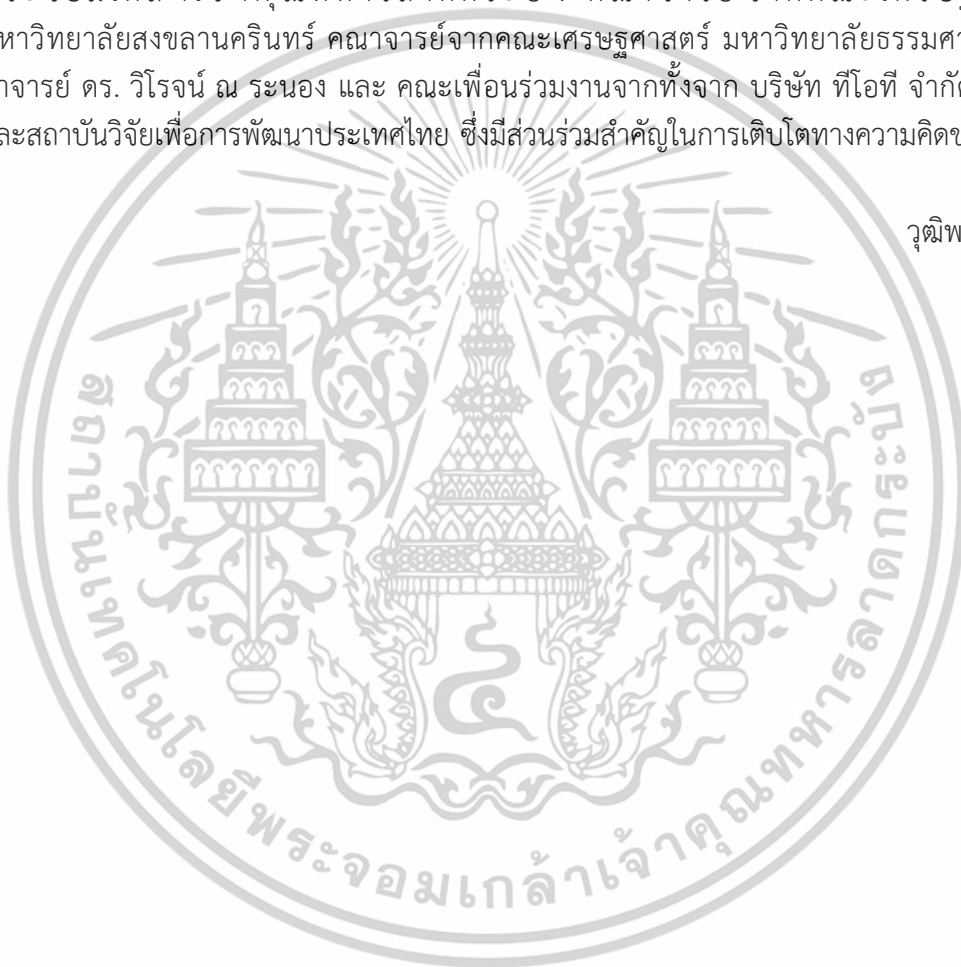 หาวิทยาลัยสงขลานครินทร์ คณาจารย์จากคณะเศรษฐศาสตร์ มหาวิทยาลัยธรรมศา
าจารย์ ดร. วิโรจน์ ณ ระนอง และ คณะเพื่อนร่วมงานจากทั้งจาก บริษัท ทีโอที จำกัด
ละสถาบันวิจัยเพื่อการพัฒนาประเทศไทย ซึ่งมีส่วนร่วมสำคัญในการเติบโตทางความคิดข
วุฒิพ
สถาบันเทคโนโลยีพระจอมเกล้าเจ้าคุณทหารลาดกระบัง
๔